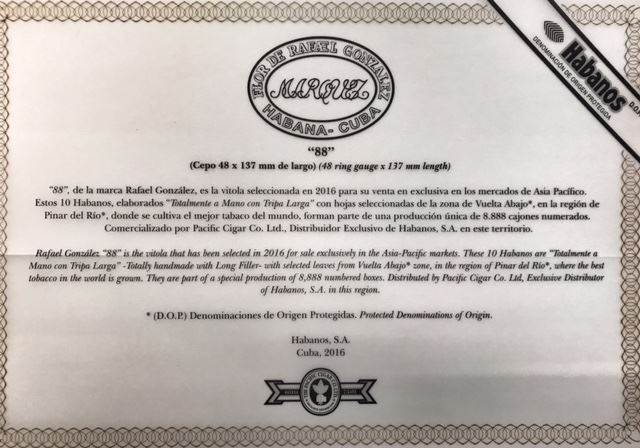 Habanos
DENOMINACIÓN DE ORIGEN PROTEGIDA
FLOR DE RAFAEL GONZALEZ
MARQUEZ
HABANA-CUBA
“88”
(Cepo 48 x 137 mm de largo) (48 ring gauge x 137 mm length)
“88”, de la marca Rafael González, es la vitola seleccionada en 2016 para su venta en exclusiva en los mercados de Asia Pacífico.
Estos 10 Habanos, elaborados “Totalmente a Mano con Tripa Larga” con hojas seleccionadas de la zona de Vuelta Abajo*, en la región de
Pinar del Río*, donde se cultiva el mejor tabaco del mundo, forman parte de una producción única de 8.888 cajones numerados.
Comercializado por Pacific Cigar Co. Ltd., Distribuidor Exclusivo de Habanos, S.A. en este territorio.
Rafael González “88” is the vitola that has been selected in 2016 for sale exclusively in the Asia-Pacific markets. These 10 Habanos are “Totalmente a
Mano con Tripa Larga” -Totally handmade with Long Filler- with selected leaves from Vuelta Abajo* zone, in the region of Pinar del Río*, where the best
tobacco in the world is grown. They are part of a special production of 8,888 numbered boxes. Distributed by Pacific Cigar Co. Ltd, Exclusive Distributor
of Habanos, S.A. in this region.
* (D.O.P.) Denominaciones de Origen Protegidas. Protected Denominations of Origin.
Habanos, S.A.
Cuba, 2016
THE PACIFIC CIGAR CO. LTD.